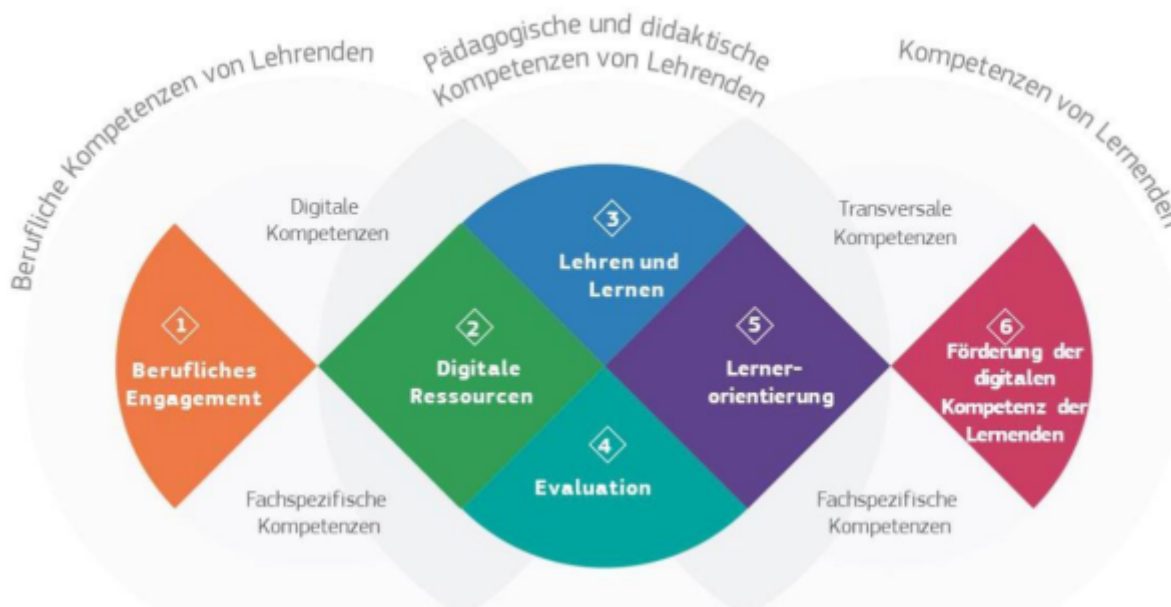 Berufliche Kompetenzen von Lehrenden
Pädagogische und didaktische
Kompetenzen von Lehrenden
Kompetenzen von Lernenden
Digitale
Kompetenzen
Transversale
Kompetenzen
1
Berufliches
Engagement
2
Digitale
Ressourcen
3
Lehren und
Lernen
4
Evaluation
5
Lerner-
orientierung
6
Förderung der
digitalen
Kompetenz der
Lernenden
Fachspezifische
Kompetenzen
Fachspezifische
Kompetenzen